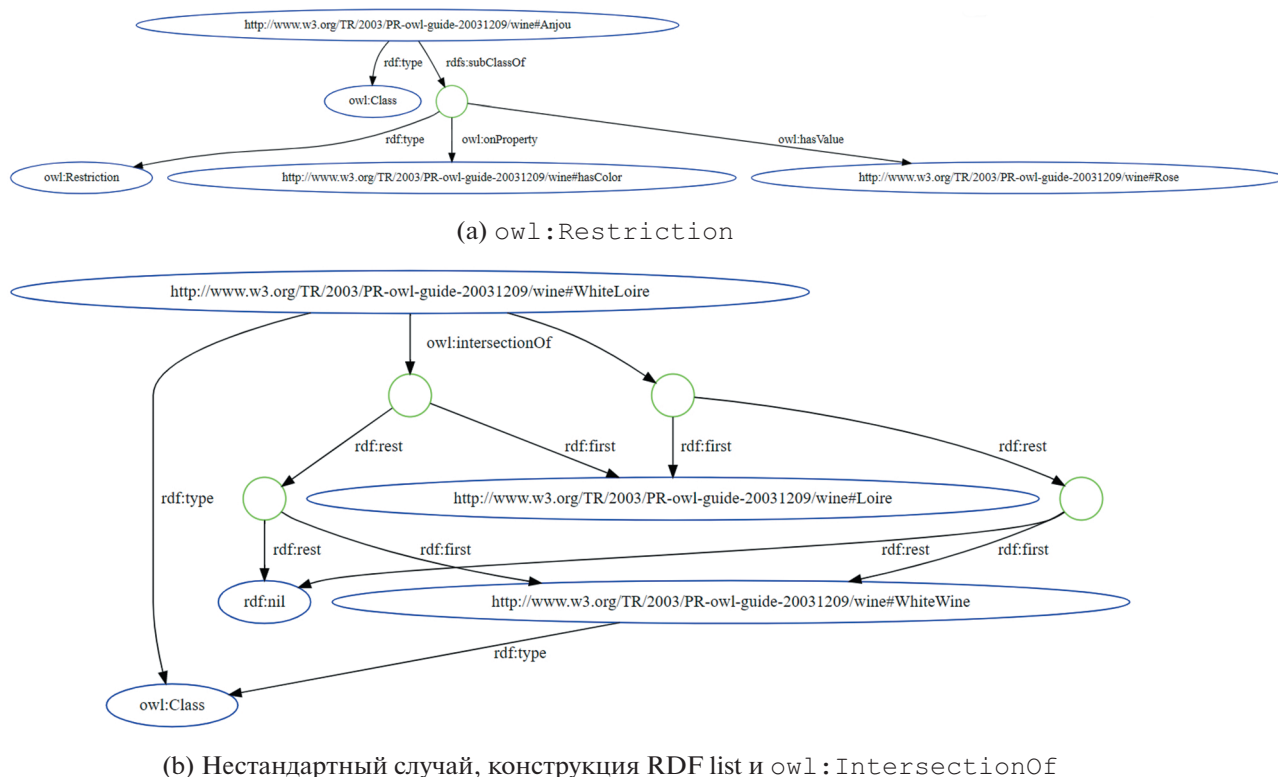 http://www.w3.org/TR/2003/PR-owl-guide-20031209/wine#Anjou
rdf:type
rdfs:subClassOf
owl:Class
rdf:type
owl:onProperty
owl:hasValue
owl:Restriction
http://www.w3.org/TR/2003/PR-owl-guide-20031209/wine#hasColor
http://www.w3.org/TR/2003/PR-owl-guide-20031209/wine#Rose
(a) owl:Restriction
http://www.w3.org/TR/2003/PR-owl-guide-20031209/wine#WhiteLoire
owl:intersectionOf
rdf:rest
rdf:first
rdf:first
rdf:rest
rdf:type
http://www.w3.org/TR/2003/PR-owl-guide-20031209/wine#Loire
rdf:rest
rdf:first
rdf:rest
rdf:first
rdf:nil
http://www.w3.org/TR/2003/PR-owl-guide-20031209/wine#WhiteWine
rdf:type
owl:Class
(b) Нестандартный случай, конструкция RDF list и owl:IntersectionOf